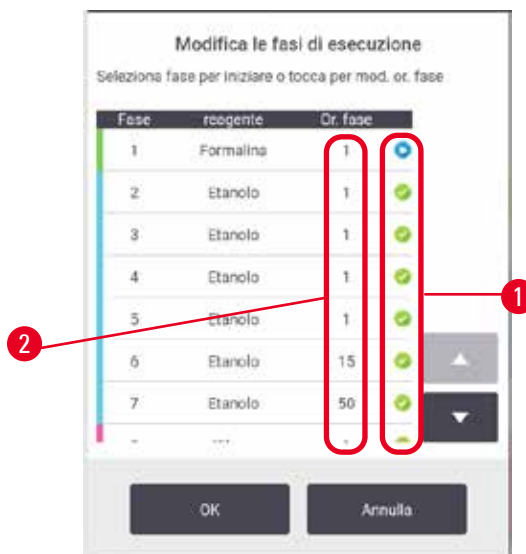 Modifica le fasi di esecuzione
Seleziona fase per iniziare o tocca per mod. or. fase
Fase reagente Or. fase
1 Formalina 1
2 Etanolo 1
3 Etanolo 1
4 Etanolo 1
5 Etanolo 1
6 Etanolo 15
7 Etanolo 50
OK Annulla
1
2